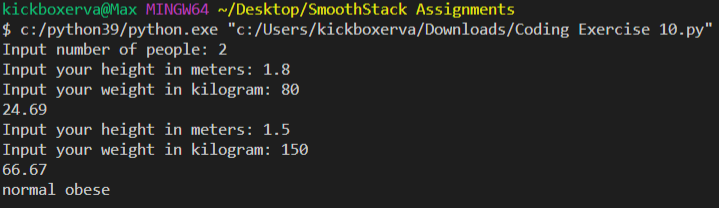 kickboxerva@Max MINGW64 ~/Desktop/SmoothStack Assignments
$ c:/python39/python.exe "c:/Users/kickboxerva/Downloads/Coding Exercise 10.py"
Input number of people: 2
Input your height in meters: 1.8
Input your weight in kilogram: 80
24.69
Input your height in meters: 1.5
Input your weight in kilogram: 150
66.67
normal obese